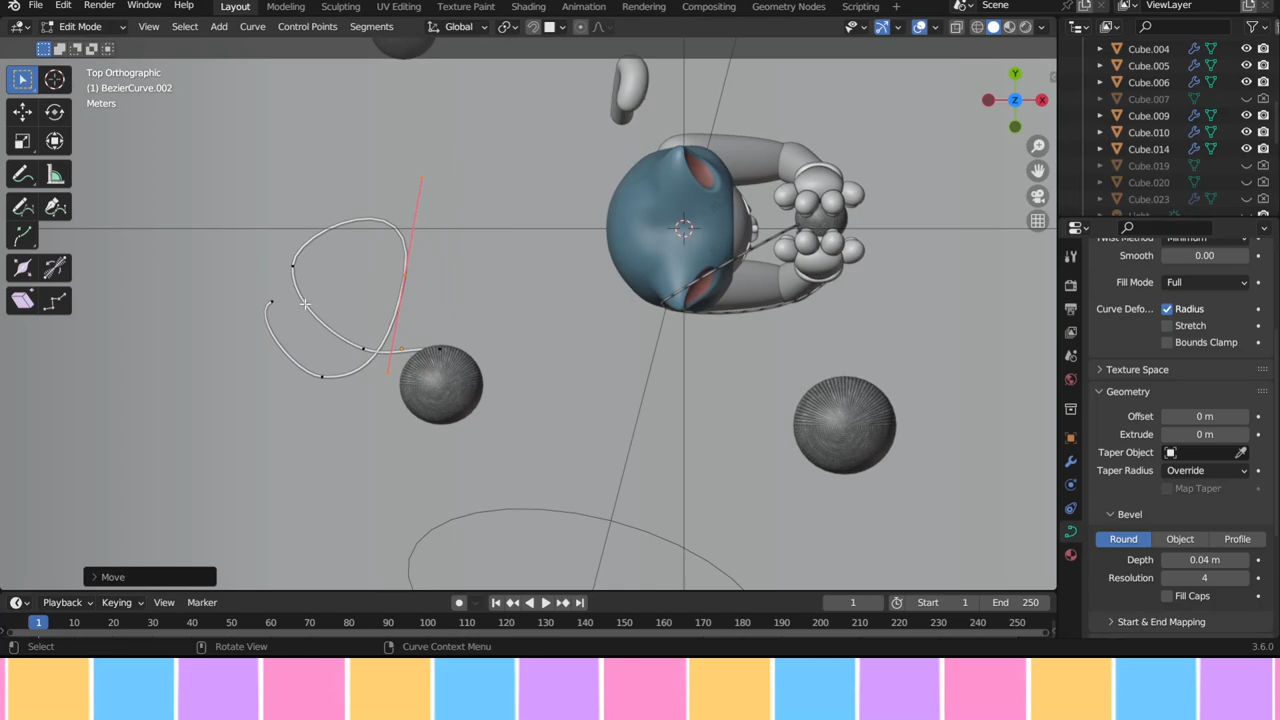 File Edit Render Window Help Layout Modeling Sculpting UV Editing Texture Paint Shading Animation Rendering Compositing Geometry Nodes Scripting + Scene ViewLayer
Edit Mode View Select Add Curve Control Points Segments Global
Top Orthographic
(1) BezierCurve.002
Meters
Y
Z
X
Move
Cube.004
Cube.005
Cube.006
Cube.007
Cube.009
Cube.010
Cube.014
Cube.019
Cube.020
Cube.023
Smooth 0.00
Fill Mode Full
Curve Defo... Radius
Stretch
Bounds Clamp
Texture Space
Geometry
Offset 0 m
Extrude 0 m
Taper Object
Taper Radius Override
Map Taper
Bevel
Round Object Profile
Depth 0.04 m
Resolution 4
Fill Caps
Start & End Mapping
Playback Keying View Marker 1 Start 1 End 250
1 10 20 30 40 50 60 70 80 90 100 110 120 130 140 150 160 170 180 190 200 210 220 230 240 250
Select Rotate View Curve Context Menu 3.6.0